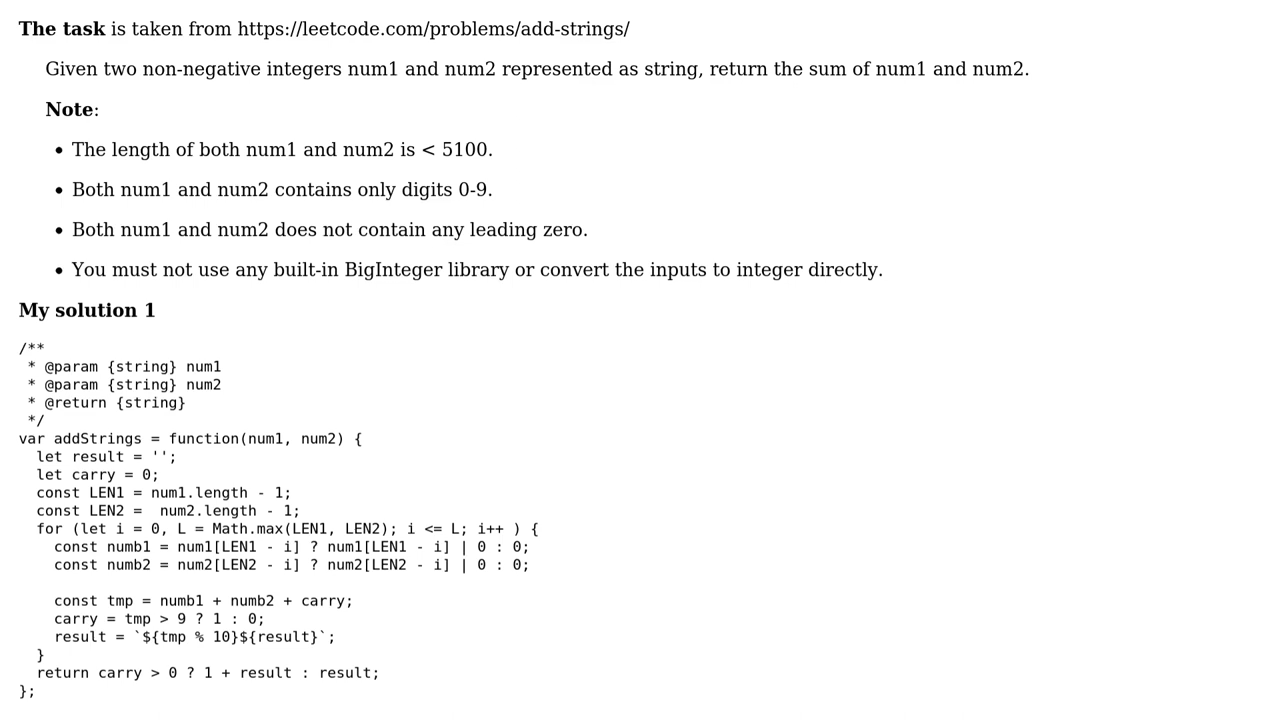 The task is taken from https://leetcode.com/problems/add-strings/
Given two non-negative integers num1 and num2 represented as string, return the sum of num1 and num2.
Note:
• The length of both num1 and num2 is < 5100.
• Both num1 and num2 contains only digits 0-9.
• Both num1 and num2 does not contain any leading zero.
• You must not use any built-in BigInteger library or convert the inputs to integer directly.
My solution 1
/**
 * @param {string} num1
 * @param {string} num2
 * @return {string}
 */
var addStrings = function(num1, num2) {
  let result = '';
  let carry = 0;
  const LEN1 = num1.length - 1;
  const LEN2 =  num2.length - 1;
  for (let i = 0, L = Math.max(LEN1, LEN2); i <= L; i++ ) {
    const numb1 = num1[LEN1 - i] ? num1[LEN1 - i] | 0 : 0;
    const numb2 = num2[LEN2 - i] ? num2[LEN2 - i] | 0 : 0;
    const tmp = numb1 + numb2 + carry;
    carry = tmp > 9 ? 1 : 0;
    result = `${tmp % 10}${result}`;
  }
  return carry > 0 ? 1 + result : result;
};